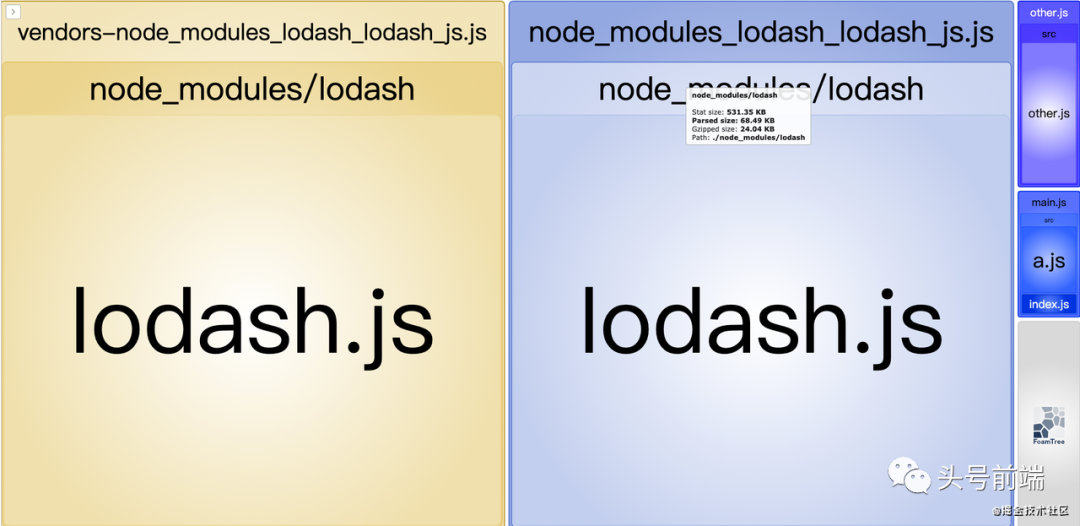 vendors-node_modules_lodash_lodash_js.js
node_modules/lodash
lodash.js
node_modules_lodash_lodash_js.js
node_modules/lodash
node_modules/lodash
Stat size: 531.35 KB
Parsed size: 68.49 KB
Gzipped size: 24.04 KB
Path: ./node_modules/lodash
lodash.js
other.js
src
other.js
main.js
src
a.js
index.js
FoamTree
头号前端
@掘金技术社区